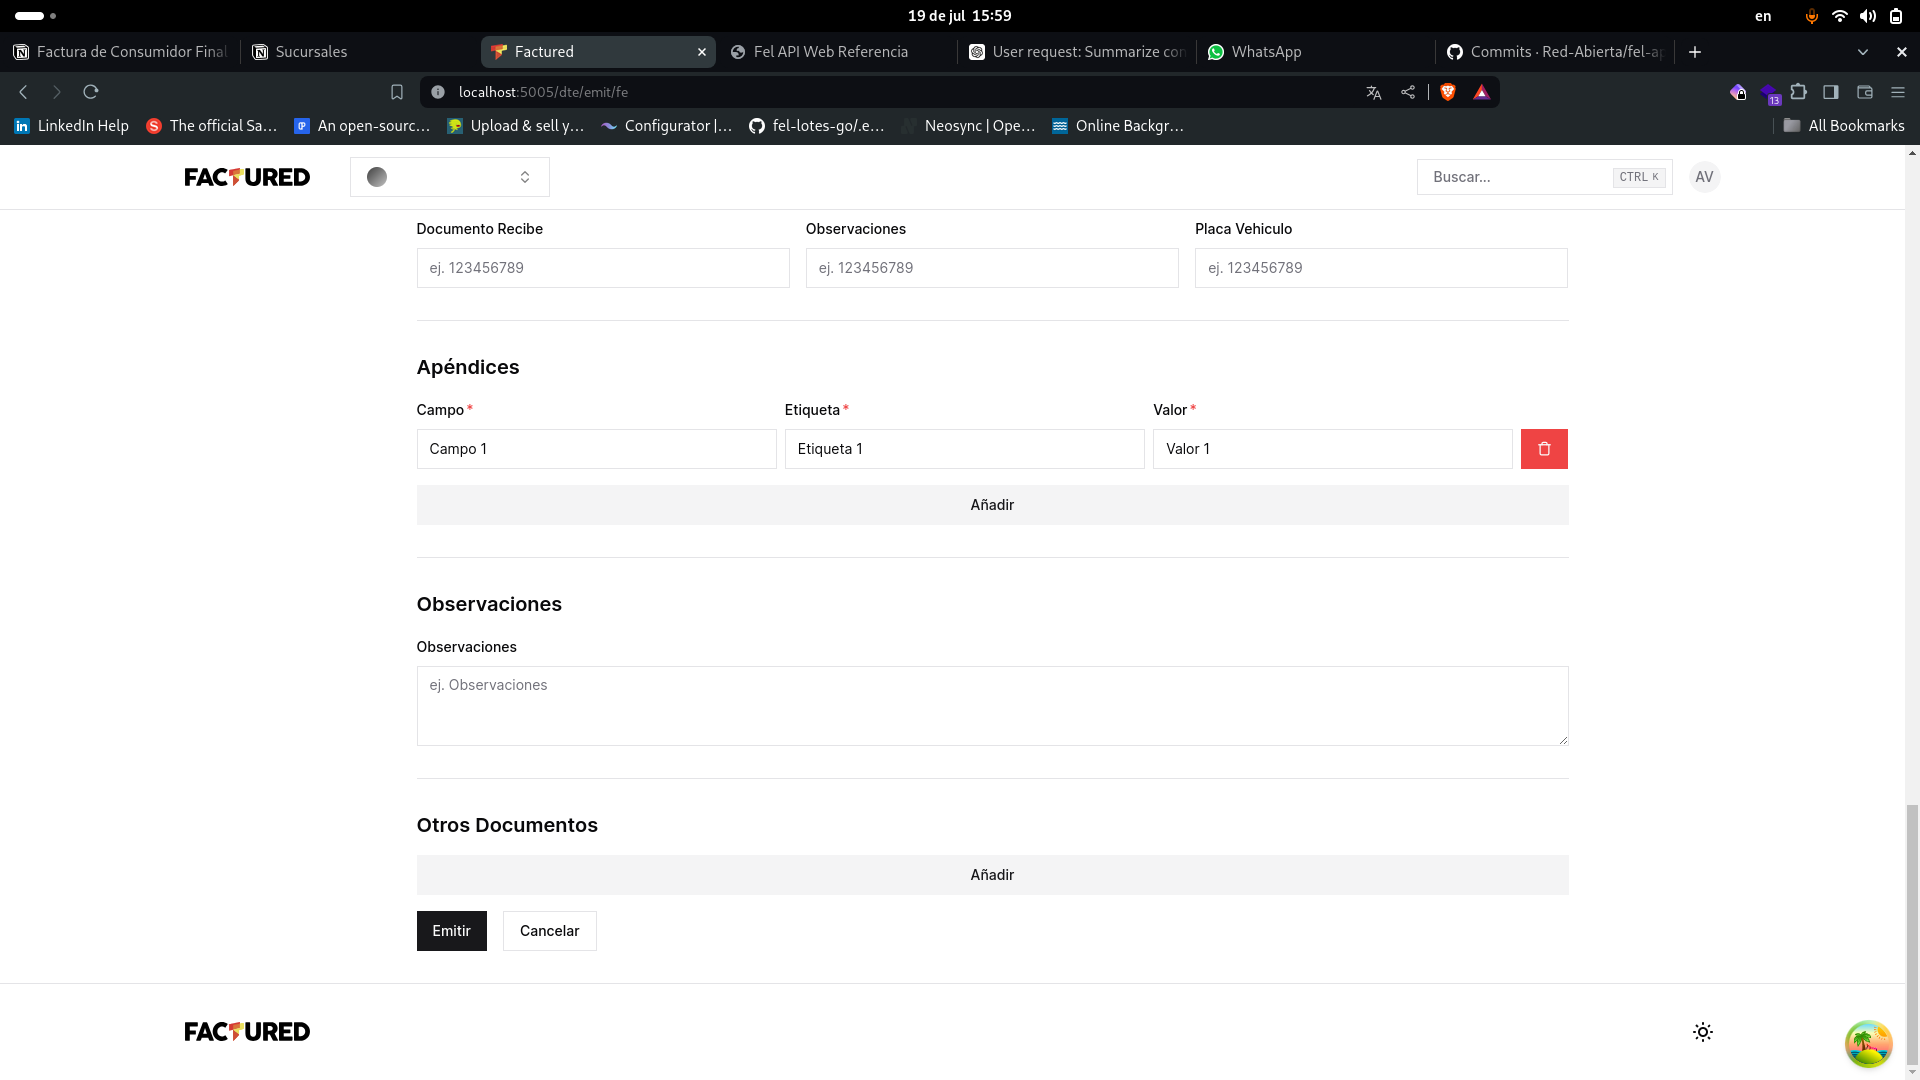 19 de jul 15:59
en
Factura de Consumidor Final
Sucursales
Factured
Fel API Web Referencia
User request: Summarize con
WhatsApp
Commits · Red-Abierta/fel-ap
localhost:5005/dte/emit/fe
13
LinkedIn Help
The official Sa...
An open-sourc...
Upload & sell y...
Configurator |...
fel-lotes-go/.e...
Neosync | Ope...
Online Backgr...
All Bookmarks
FACTURED
Buscar...
CTRL K
AV
Documento Recibe
Observaciones
Placa Vehiculo
ej. 123456789
ej. 123456789
ej. 123456789
Apéndices
Campo *
Etiqueta *
Valor *
Campo 1
Etiqueta 1
Valor 1
Añadir
Observaciones
Observaciones
ej. Observaciones
Otros Documentos
Añadir
Emitir
Cancelar
FACTURED